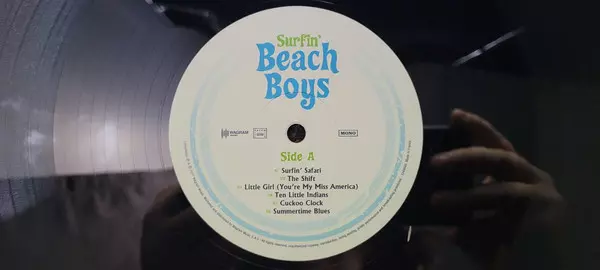 Surfin'
Beach
Boys
WAGRAM
MONO
Side A
Surfin' Safari
The Shift
Little Girl (You're My Miss America)
Ten Little Indians
Cuckoo Clock
Summertime Blues